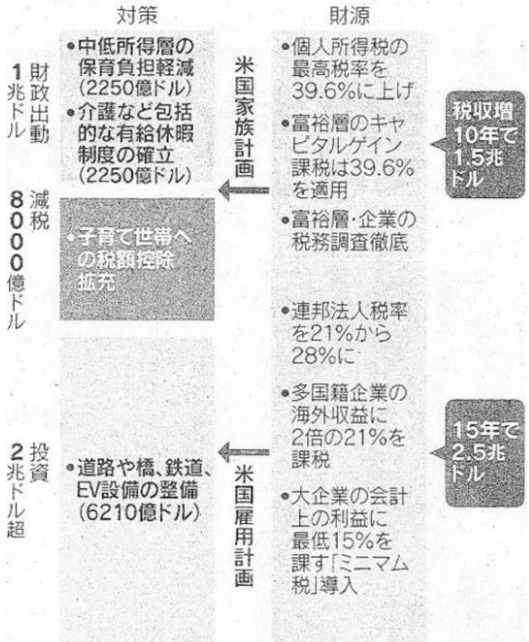 対策
財源
財政出動
1兆ドル
•中低所得層の
保育負担軽減
(2250億ドル)
•介護など包括
的な有給休暇
制度の確立
(2250億ドル)
減税
8000億ドル
•子育て世帯へ
の税額控除
拡充
米国家族計画
•個人所得税の
最高税率を
39.6%に上げ
•富裕層のキャ
ピタルゲイン
課税は39.6%
を適用
•富裕層・企業の
税務調査徹底
税収増
10年で
1.5兆
ドル
投資
2兆ドル超
•道路や橋、鉄道、
EV設備の整備
(6210億ドル)
米国雇用計画
•連邦法人税率
を21%から
28%に
•多国籍企業の
海外収益に
2倍の21%を
課税
•大企業の会計
上の利益に
最低15%を
課す「ミニマム
税」導入
15年で
2.5兆
ドル